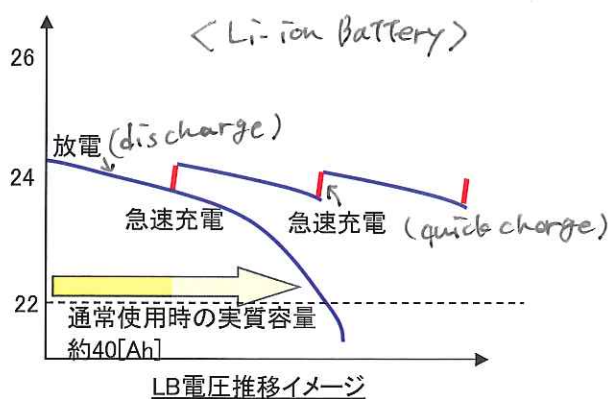 <Li-ion Battery>
26
放電 (discharge)
24
急速充電
急速充電 (quick charge)
22
通常使用時の実質容量
約40[Ah]
LB電圧推移イメージ